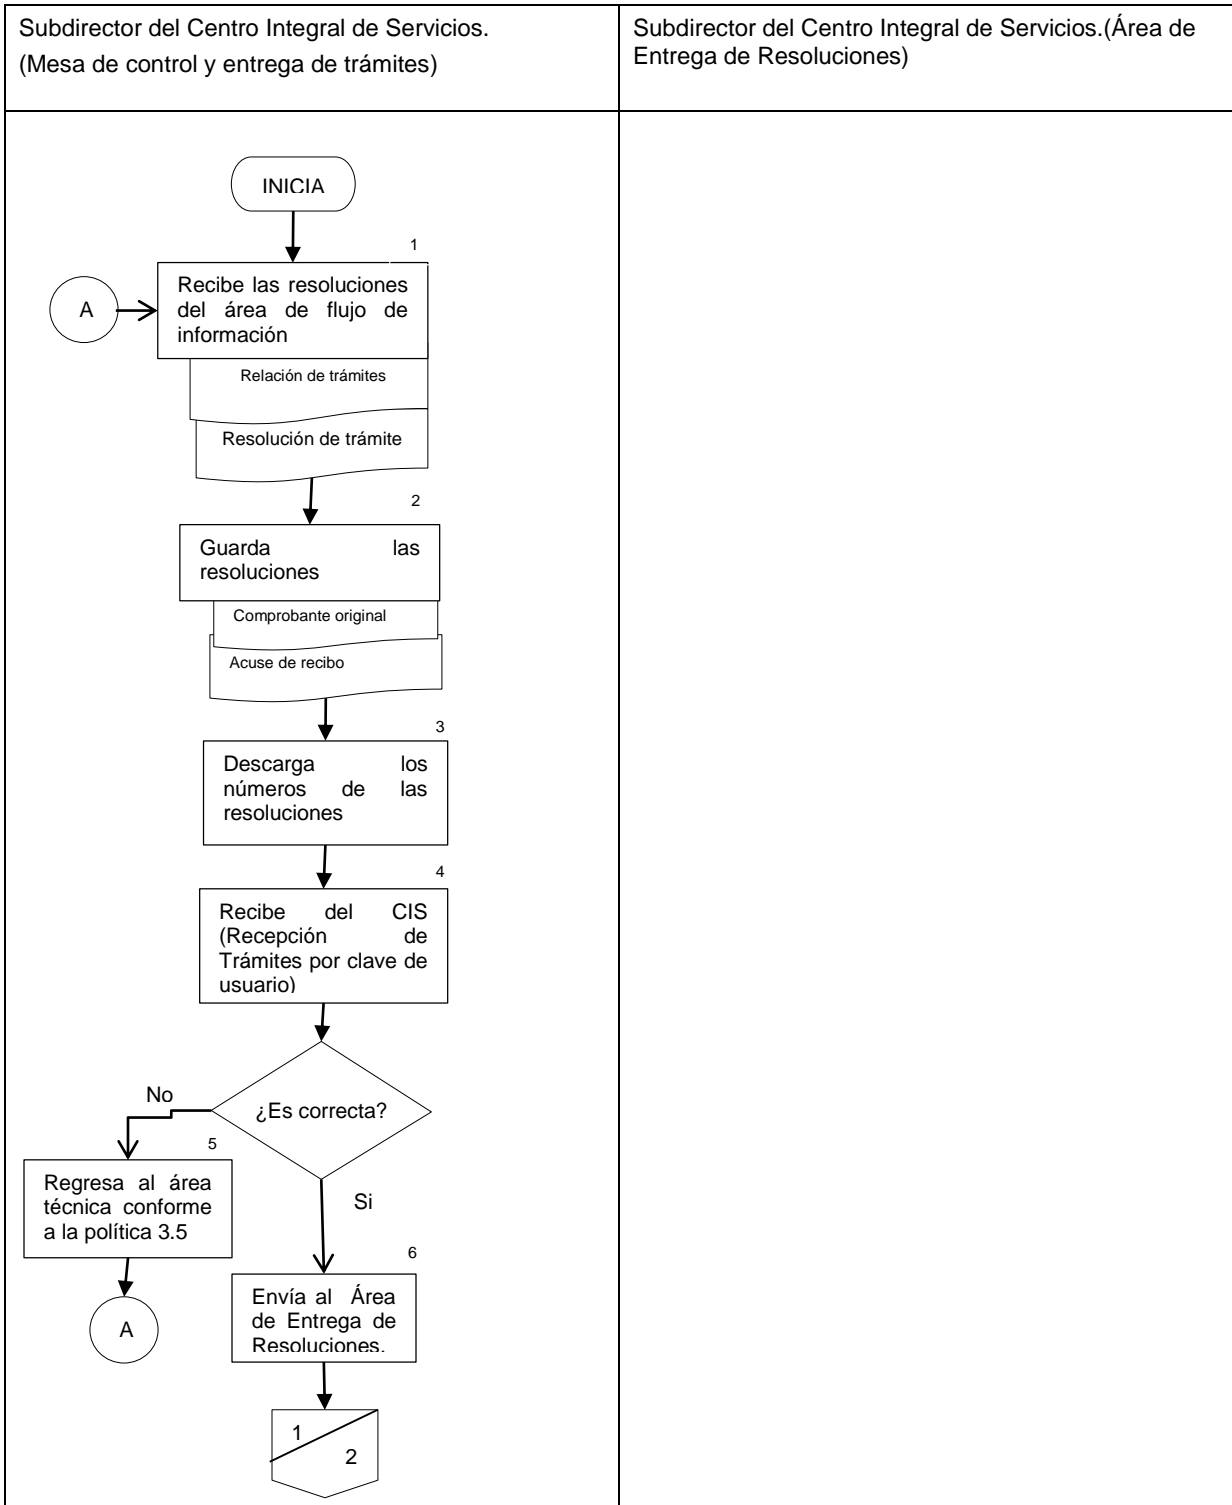 Subdirector del Centro Integral de Servicios.
(Mesa de control y entrega de trámites)
Subdirector del Centro Integral de Servicios.(Área de
Entrega de Resoluciones)
INICIA
1
A
Recibe las resoluciones
del área de flujo de
información
Relación de trámites
Resolución de trámite
2
Guarda las
resoluciones
Comprobante original
Acuse de recibo
3
Descarga los
números de las
resoluciones
4
Recibe del CIS
(Recepción de
Trámites por clave de
usuario)
¿Es correcta?
No
5
Regresa al área
técnica conforme
a la política 3.5
A
Si
6
Envía al Área
de Entrega de
Resoluciones.
1
2